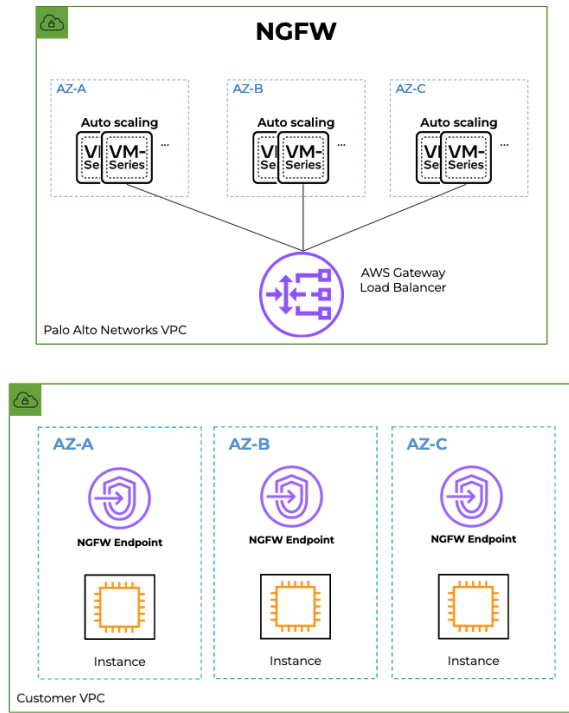 NGFW
AZ-A
AZ-B
AZ-C
Auto scaling
Auto scaling
Auto scaling
VM-
Series
...
VM-
Series
...
VM-
Series
...
AWS Gateway
Load Balancer
Palo Alto Networks VPC
AZ-A
AZ-B
AZ-C
NGFW Endpoint
NGFW Endpoint
NGFW Endpoint
Instance
Instance
Instance
Customer VPC